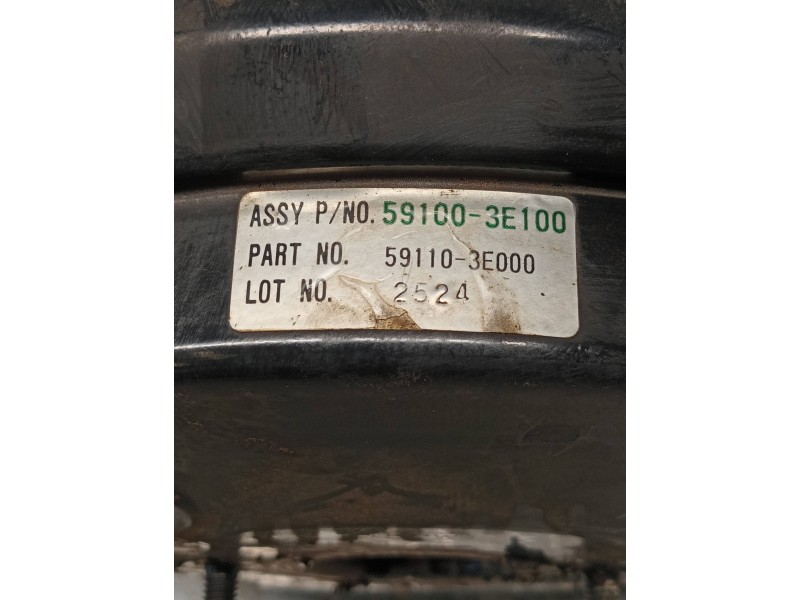 ASSY P/NO. 59100-3E100
PART NO. 59110-3E000
LOT NO. 2524